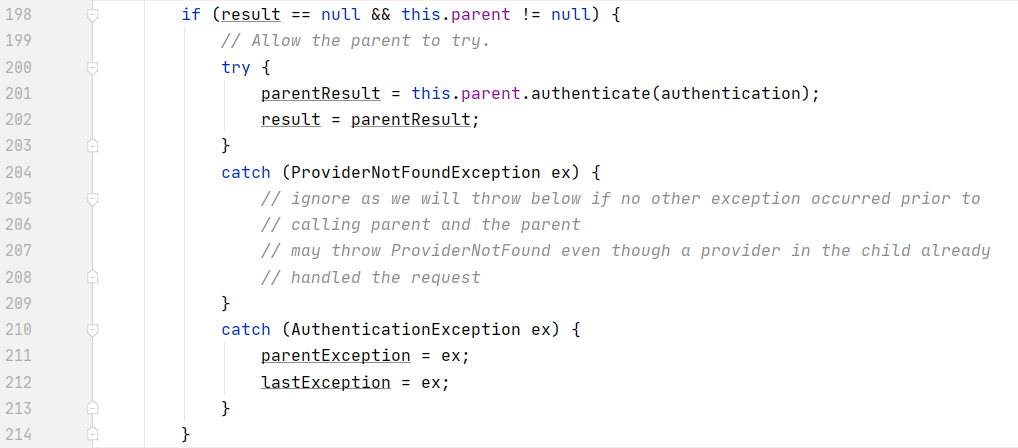 198 if (result == null && this.parent != null) {
199 // Allow the parent to try.
200 try {
201 parentResult = this.parent.authenticate(authentication);
202 result = parentResult;
203 }
204 catch (ProviderNotFoundException ex) {
205 // ignore as we will throw below if no other exception occurred prior to
206 // calling parent and the parent
207 // may throw ProviderNotFound even though a provider in the child already
208 // handled the request
209 }
210 catch (AuthenticationException ex) {
211 parentException = ex;
212 lastException = ex;
213 }
214 }